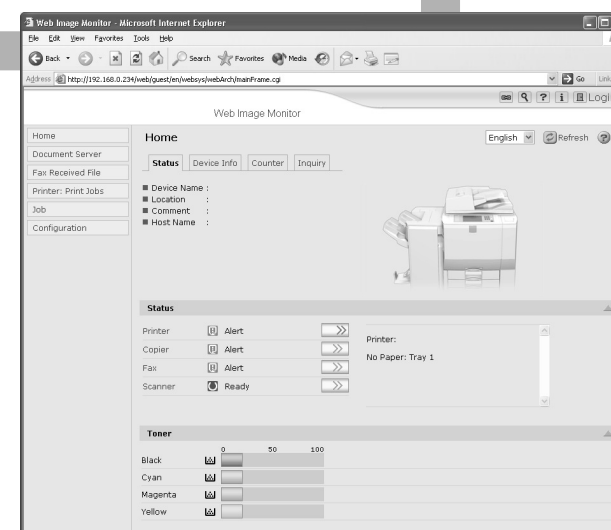 Web Image Monitor - Microsoft Internet Explorer
File Edit View Favorites Tools Help
Back Search Favorites Media
Address http://192.168.0.234/web/guest/en/websys/webArch/mainFrame.cgi Go Link
Logi
Web Image Monitor
Home
Document Server
Fax Received File
Printer: Print Jobs
Job
Configuration
Home
English Refresh
Status Device Info Counter Inquiry
Device Name :
Location :
Comment :
Host Name :
Status
Printer Alert
Copier Alert
Fax Alert
Scanner Ready
Printer:
No Paper: Tray 1
Toner
0 50 100
Black
Cyan
Magenta
Yellow